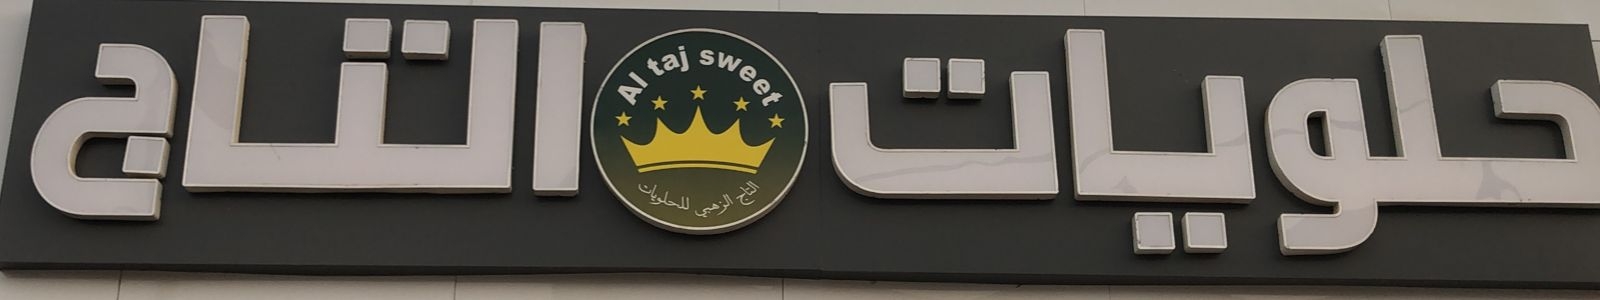 حلويات التاج
Al taj sweet
التاج الزهبي للحلويات